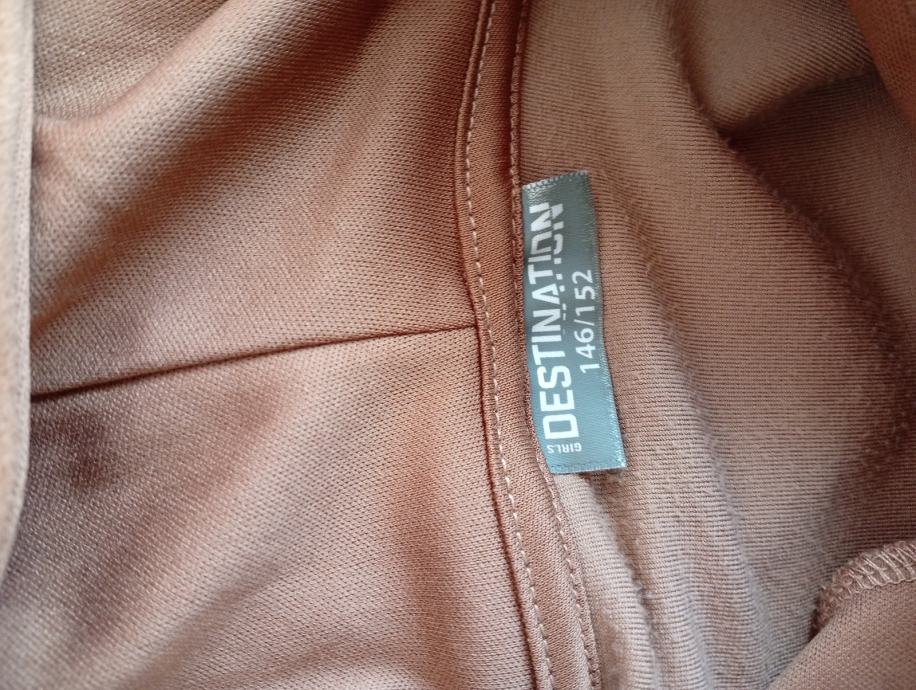 GIRLS
DESTINATION
146/152